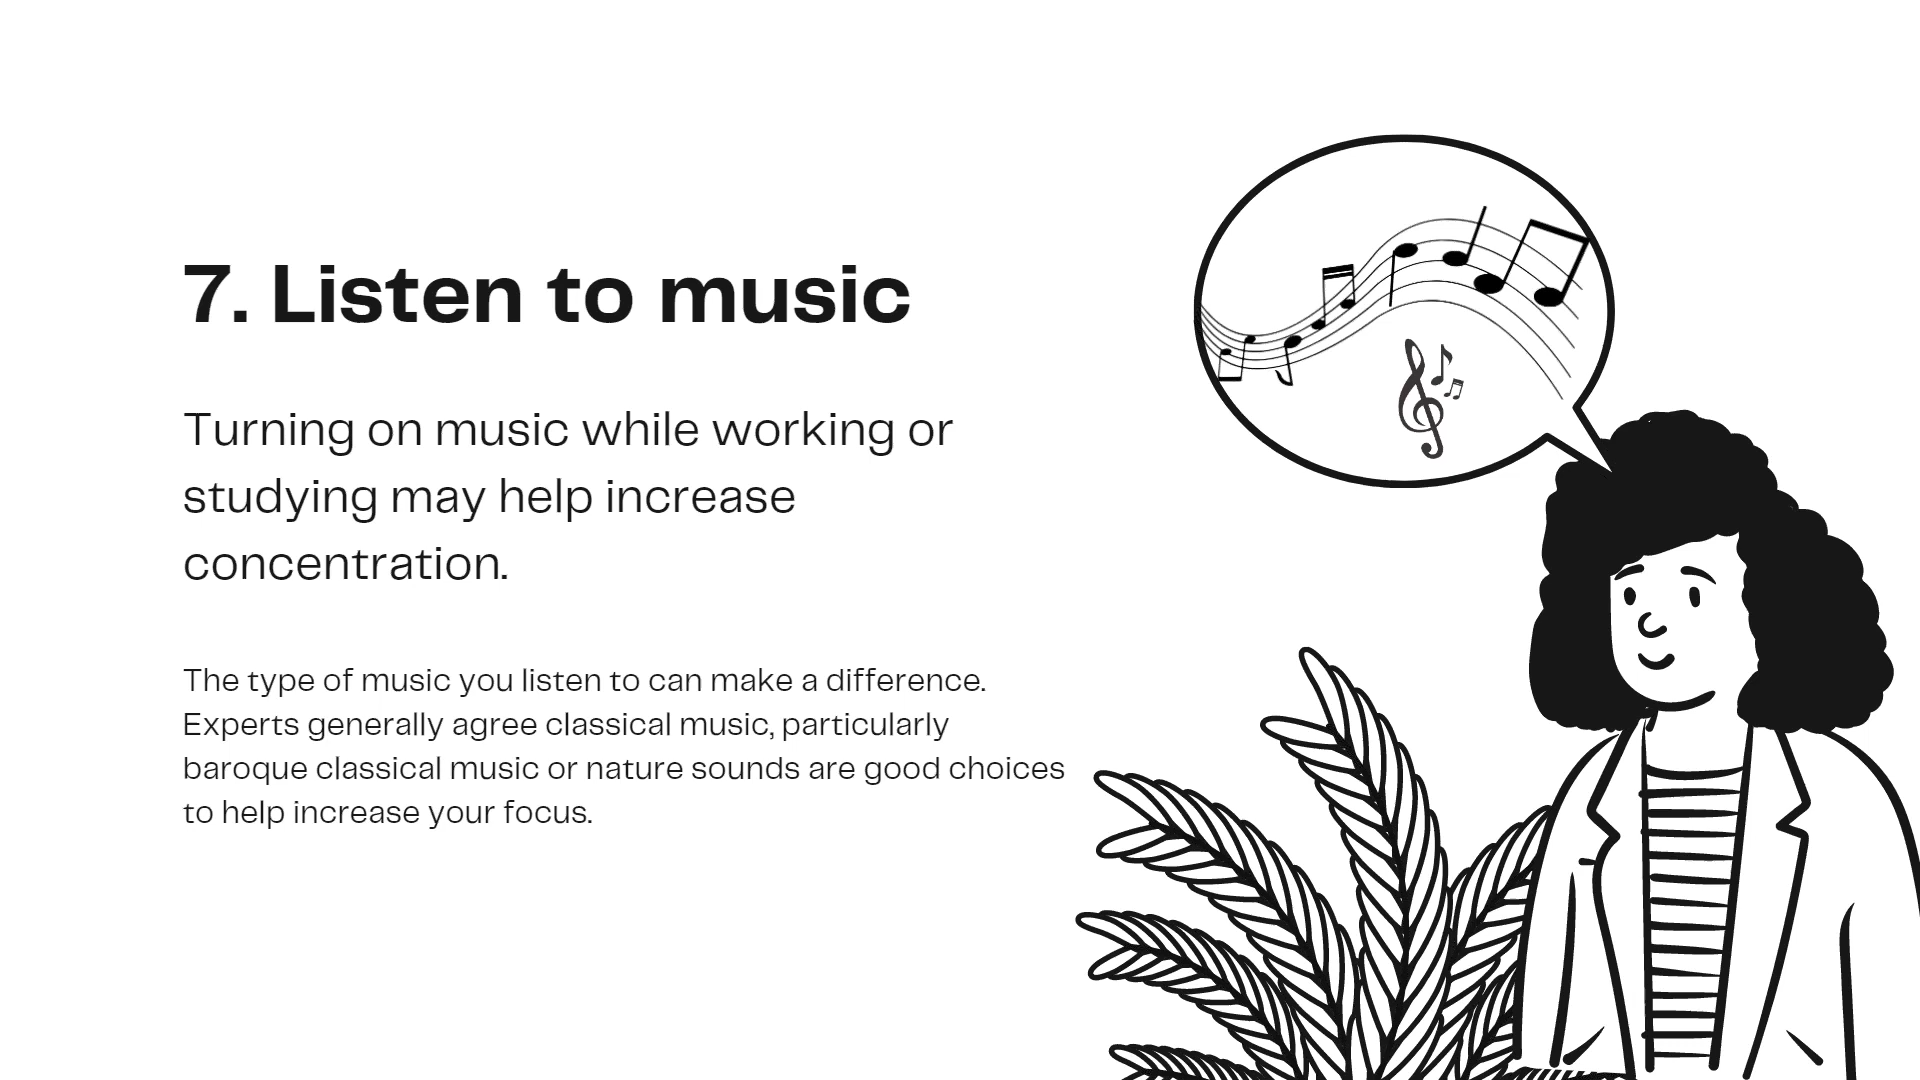 7. Listen to music
Turning on music while working or
studying may help increase
concentration.
The type of music you listen to can make a difference.
Experts generally agree classical music, particularly
baroque classical music or nature sounds are good choices
to help increase your focus.